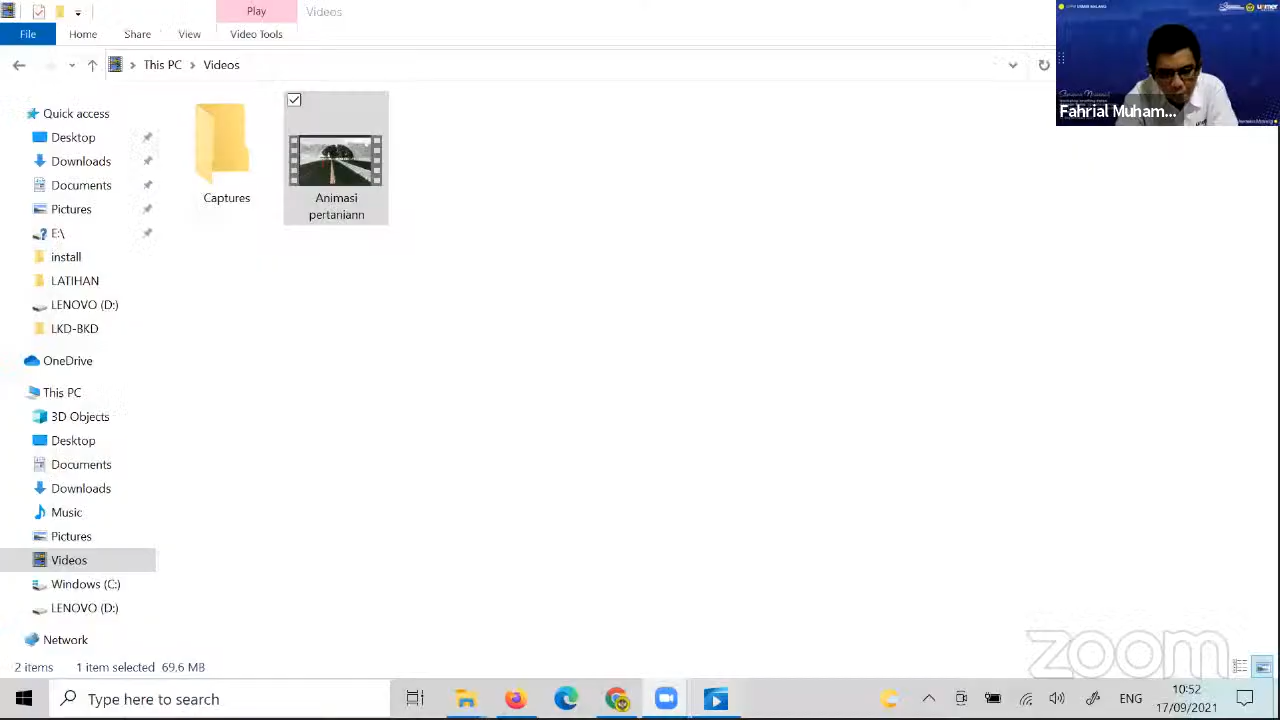 Play
Videos
File
Home
Share
View
Video Tools
This PC
Videos
Quick access
Desktop
Downloads
Documents
Pictures
E:\
install
LATIHAN
LENOVO (D:)
LKD-BKD
OneDrive
This PC
3D Objects
Desktop
Documents
Downloads
Music
Pictures
Videos
Windows (C:)
LENOVO (D:)
Network
Captures
Animasi
pertaniann
2 items
1 item selected 69.6 MB
Fahrial Muham...
zoom
Type here to search
ENG
10:52
17/09/2021